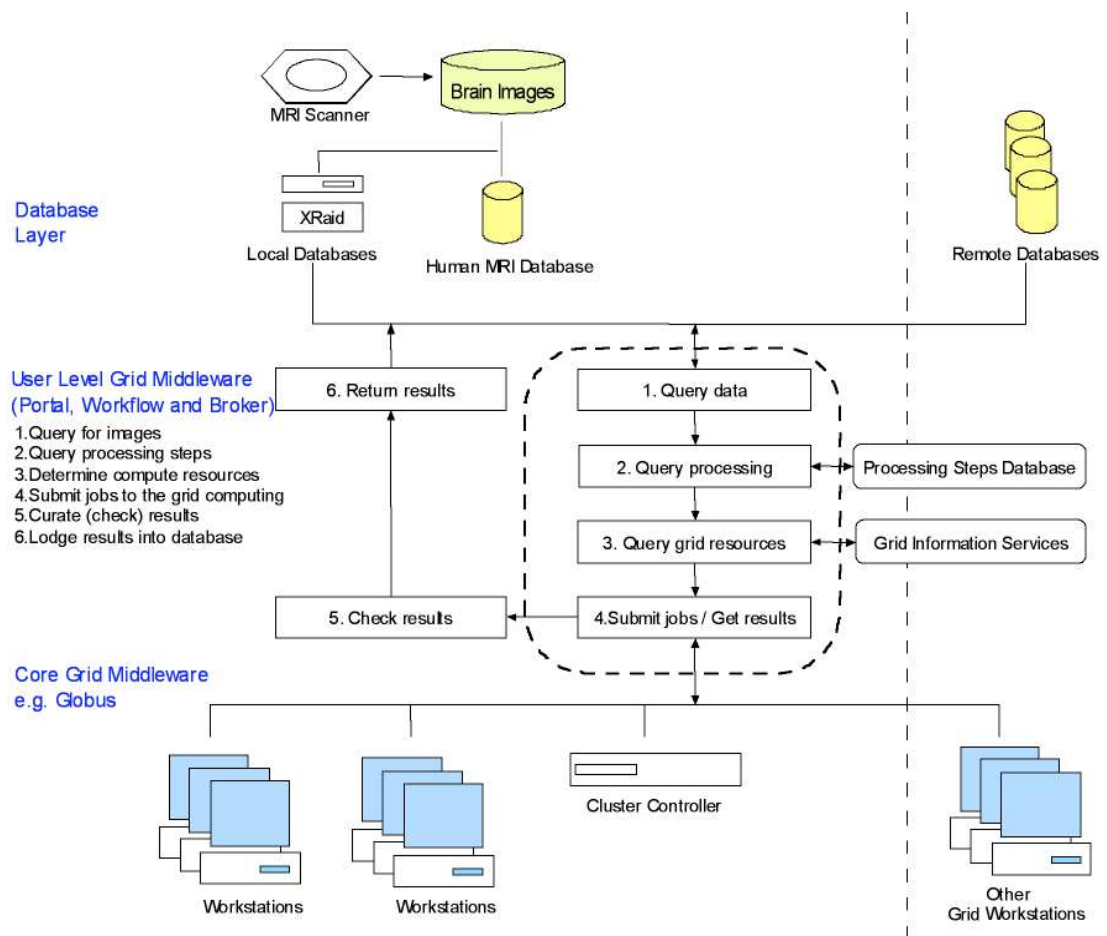 Brain Images
MRI Scanner
Database
Layer
XRaid
Local Databases
Human MRI Database
Remote Databases
User Level Grid Middleware
(Portal, Workflow and Broker)
1.Query for images
2.Query processing steps
3.Determine compute resources
4.Submit jobs to the grid computing
5.Curate (check) results
6.Lodge results into database
6. Return results
1. Query data
2. Query processing
Processing Steps Database
3. Query grid resources
Grid Information Services
5. Check results
4.Submit jobs / Get results
Core Grid Middleware
e.g. Globus
Workstations
Workstations
Cluster Controller
Other
Grid Workstations